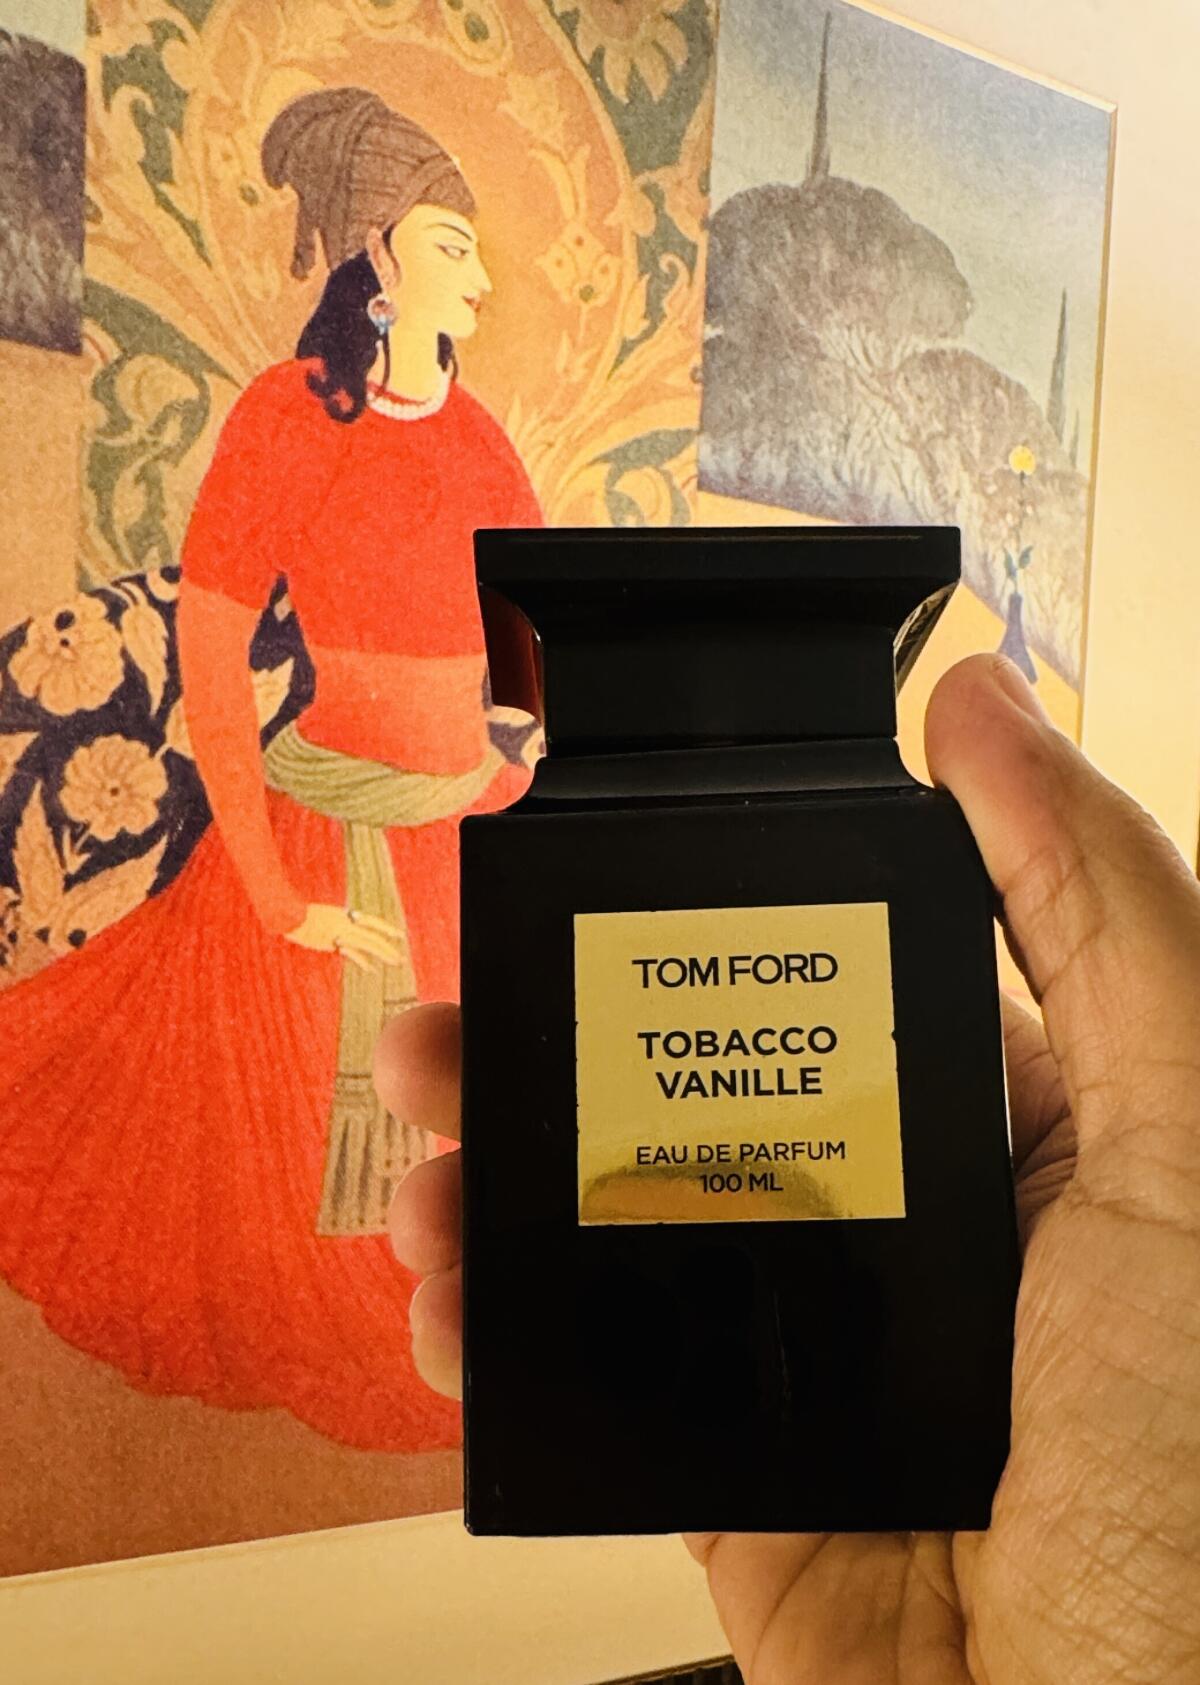 TOM FORD
TOBACCO
VANILLE
EAU DE PARFUM
100 ML